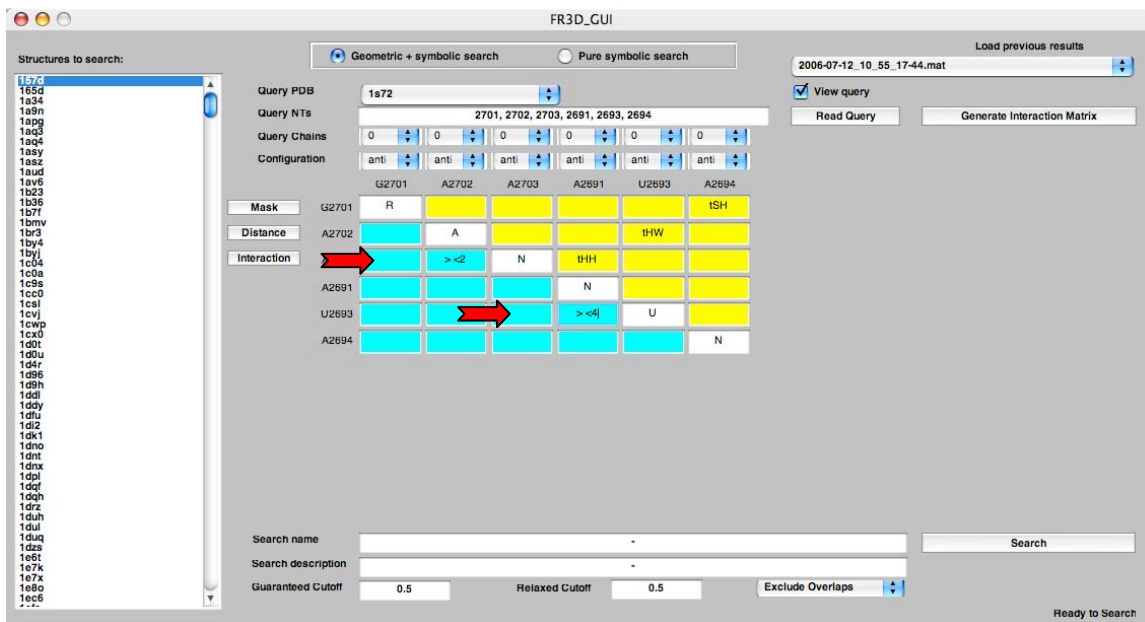 FR3D_GUI
Structures to search:
157d
165d
1a34
1a9n
1apg
1aq3
1aq4
1asy
1asz
1aud
1av6
1b23
1b36
1b7f
1bmv
1br3
1by4
1byj
1c04
1c0a
1c9s
1cc0
1csl
1cvj
1cwp
1cx0
1d0t
1d0u
1d4r
1d96
1d9h
1ddl
1ddy
1dfu
1di2
1dk1
1dno
1dnt
1dnx
1dpl
1dqf
1dqh
1drz
1duh
1dul
1duq
1dzs
1e6t
1e7k
1e7x
1e8o
1ec6
Geometric + symbolic search Pure symbolic search
Load previous results
2006-07-12_10_55_17-44.mat
View query
Read Query Generate Interaction Matrix
Query PDB 1s72
Query NTs 2701, 2702, 2703, 2691, 2693, 2694
Query Chains 0 0 0 0 0 0
Configuration anti anti anti anti anti anti
G2701 A2702 A2703 A2691 U2693 A2694
Mask G2701 R tSH
Distance A2702 A tHW
Interaction > <2 N tHH
A2691 N
U2693 > <4 U
A2694 N
Search name -
Search
Search description -
Guaranteed Cutoff 0.5 Relaxed Cutoff 0.5 Exclude Overlaps
Ready to Search